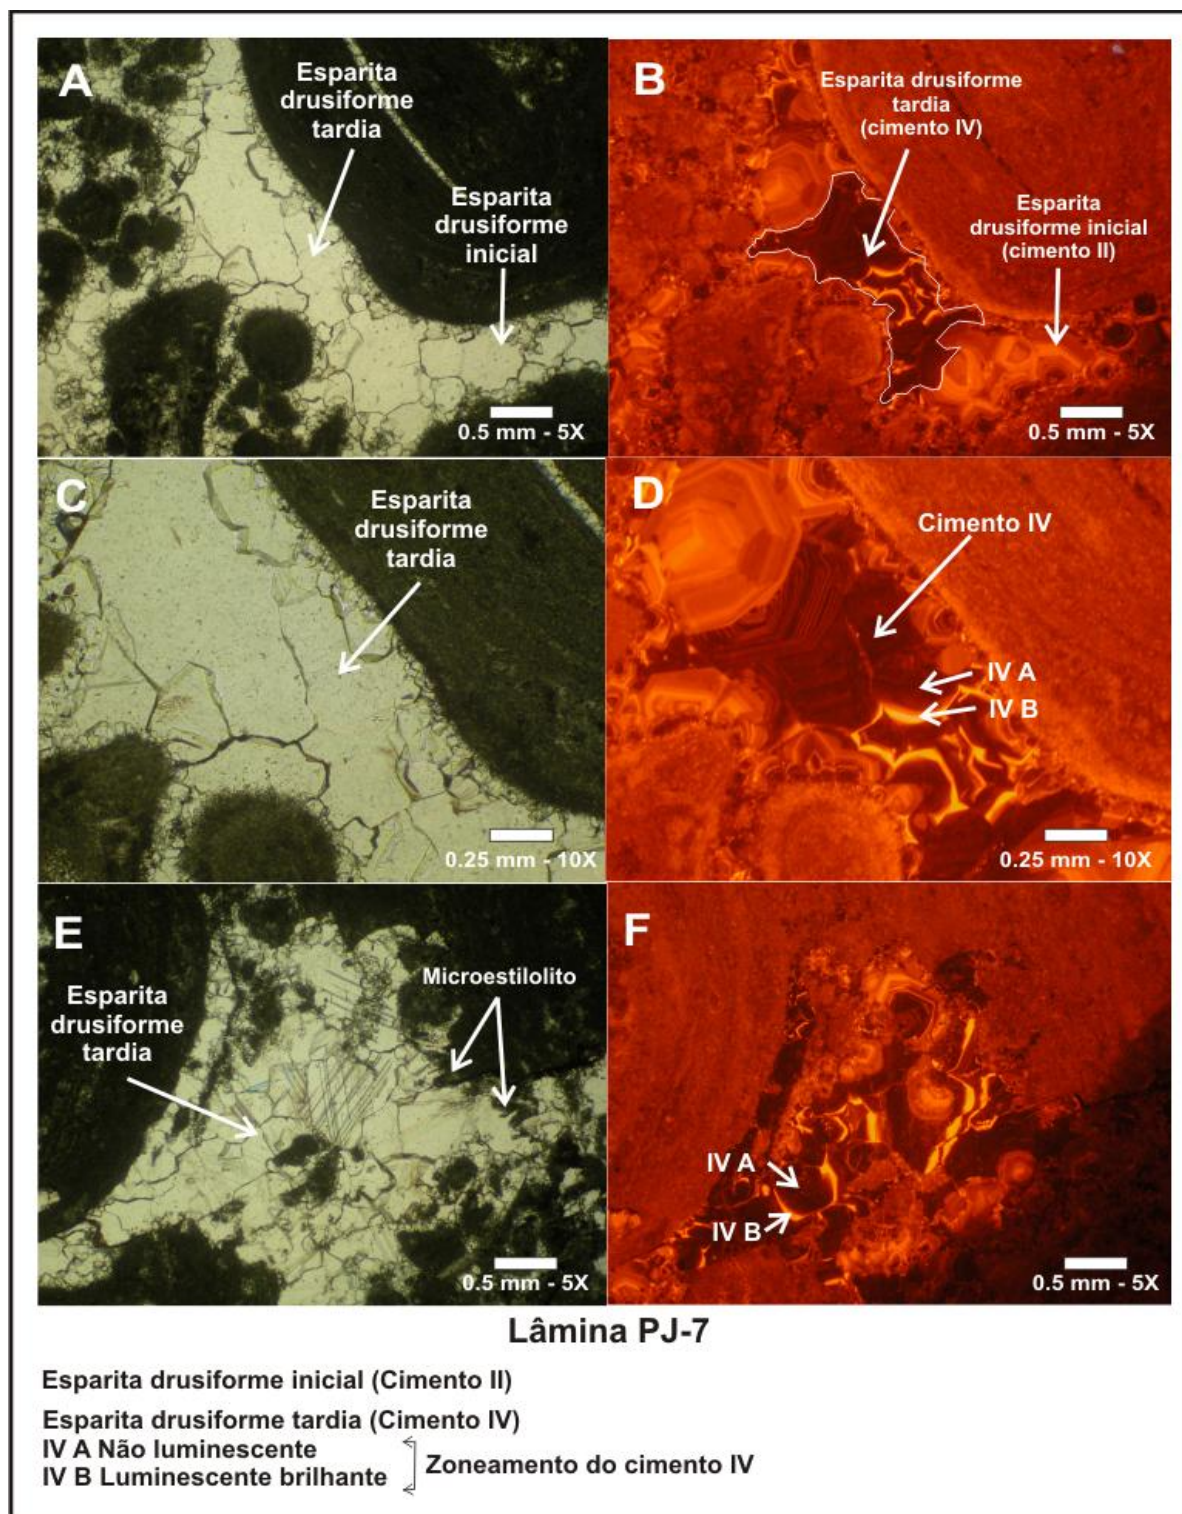 A
Esparita
drusiforme
tardia
Esparita
drusiforme
inicial
0.5 mm - 5X
B
Esparita drusiforme
tardia
(cimento IV)
Esparita
drusiforme inicial
(cimento II)
0.5 mm - 5X
C
Esparita
drusiforme
tardia
0.25 mm - 10X
D
Cimento IV
IV A
IV B
0.25 mm - 10X
E
Esparita
drusiforme
tardia
Microestilolito
0.5 mm - 5X
F
IV A
IV B
0.5 mm - 5X
Lâmina PJ-7
Esparita drusiforme inicial (Cimento II)
Esparita drusiforme tardia (Cimento IV)
IV A Não luminescente
IV B Luminescente brilhante
Zoneamento do cimento IV